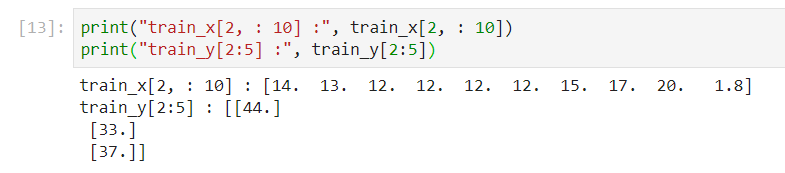 [13]: print("train_x[2, : 10] :", train_x[2, : 10])
print("train_y[2:5] :", train_y[2:5])
train_x[2, : 10] : [14.  13.  12.  12.  12.  12.  15.  17.  20.   1.8]
train_y[2:5] : [[44.]
 [33.]
 [37.]]